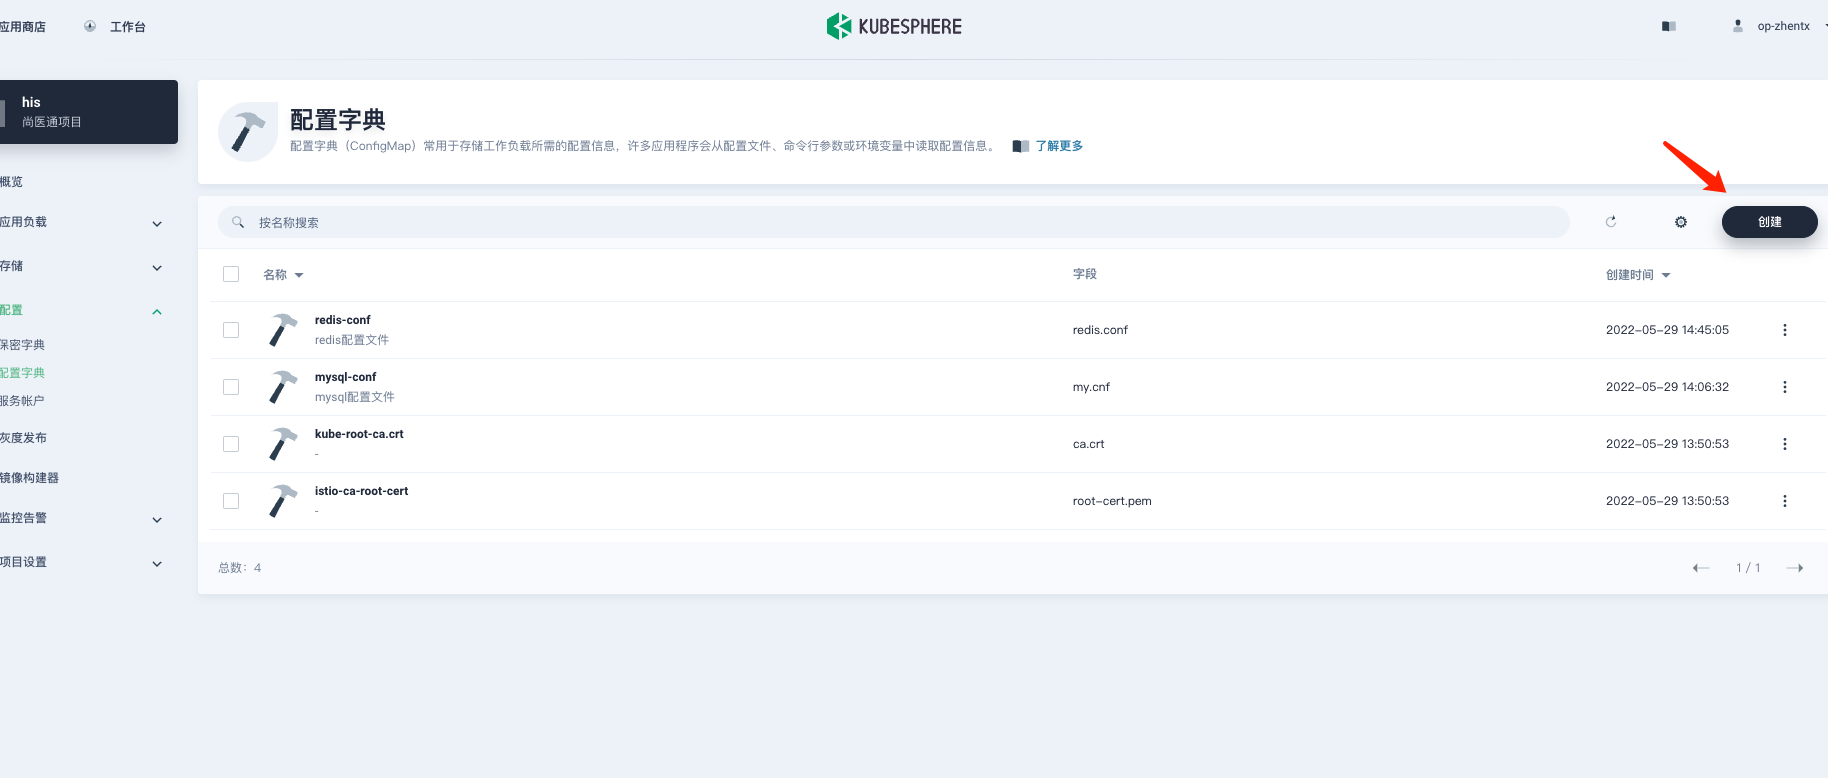 应用商店
工作台
KUBESPHERE
op-zhentx
his
尚医通项目
概览
应用负载
存储
配置
保密字典
配置字典
服务帐户
灰度发布
镜像构建器
监控告警
项目设置
配置字典
配置字典（ConfigMap）常用于存储工作负载所需的配置信息，许多应用程序会从配置文件、命令行参数或环境变量中读取配置信息。 了解更多
按名称搜索
创建
名称 字段 创建时间
redis-conf
redis配置文件
redis.conf
2022-05-29 14:45:05
mysql-conf
mysql配置文件
my.cnf
2022-05-29 14:06:32
kube-root-ca.crt
-
ca.crt
2022-05-29 13:50:53
istio-ca-root-cert
-
root-cert.pem
2022-05-29 13:50:53
总数：4
1 / 1